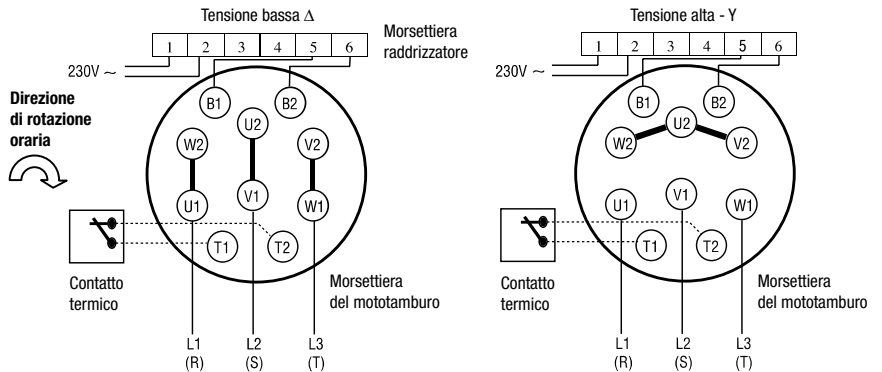 Tensione bassa Δ
1 2 3 4 5 6
Morsettiera
raddrizzatore
230V ~
Direzione
di rotazione
oraria
B1 B2
U2
W2 V2
U1 V1 W1
T1 T2
Contatto
termico
Morsettiera
del mototamburo
L1 L2 L3
(R) (S) (T)
Tensione alta - Y
1 2 3 4 5 6
230V ~
B1 B2
U2
W2 V2
U1 V1 W1
T1 T2
Contatto
termico
Morsettiera
del mototamburo
L1 L2 L3
(R) (S) (T)